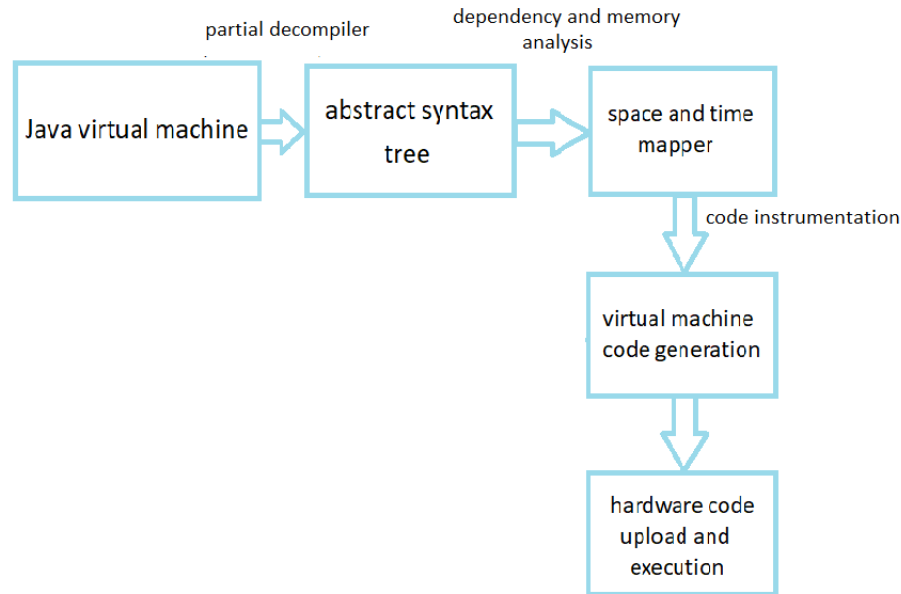 partial decompiler
dependency and memory
analysis
Java virtual machine
abstract syntax
tree
space and time
mapper
code instrumentation
virtual machine
code generation
hardware code
upload and
execution